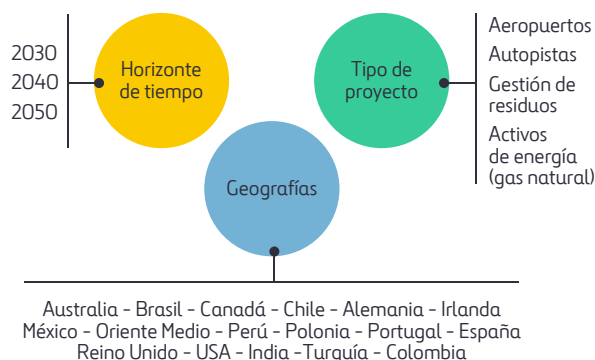 2030
2040
2050
Horizonte
de tiempo
Tipo de
proyecto
Aeropuertos
Autopistas
Gestión de
residuos
Activos
de energía
(gas natural)
Geografías
Australia - Brasil - Canadá - Chile - Alemania - Irlanda
México - Oriente Medio - Perú - Polonia - Portugal - España
Reino Unido - USA - India -Turquía - Colombia